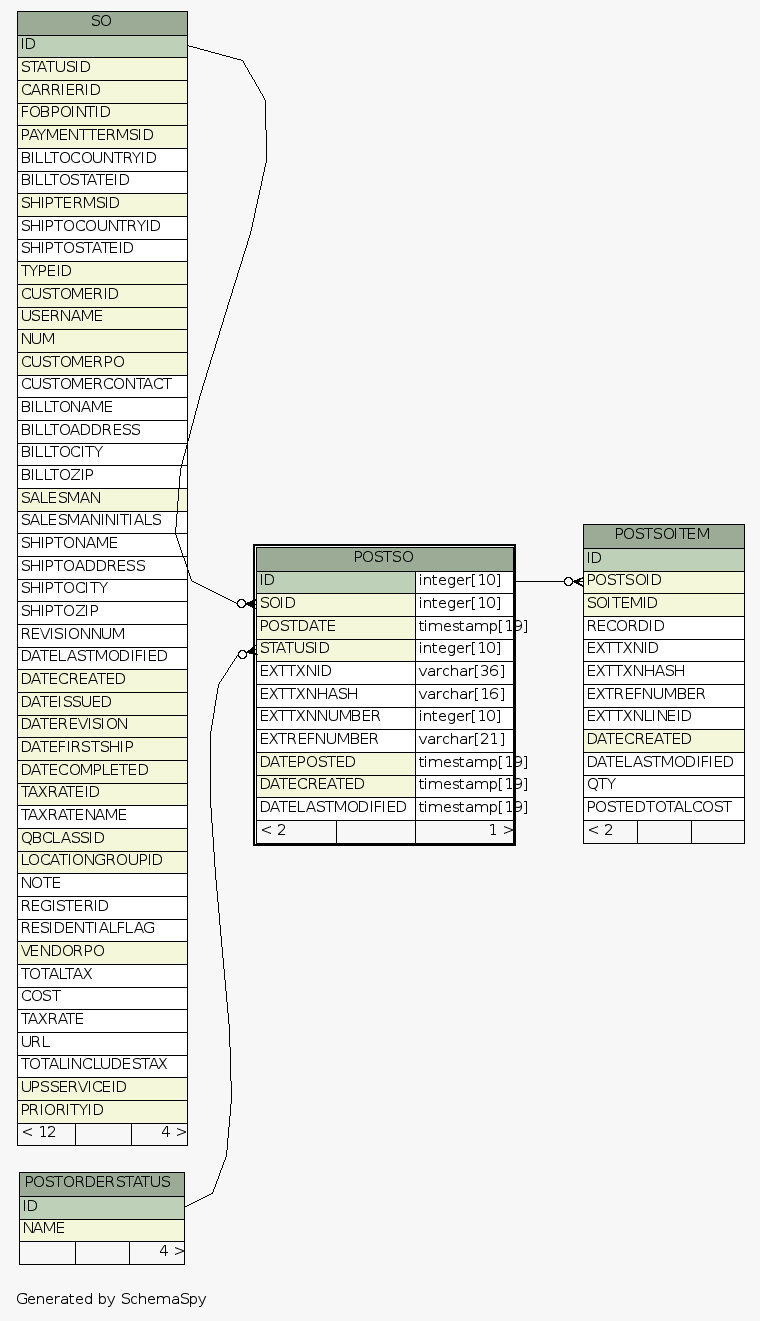 SO
ID
STATUSID
CARRIERID
FOBPOINTID
PAYMENTTERMSID
BILLTOCOUNTRYID
BILLTOSTATEID
SHIPTERMSID
SHIPTOCOUNTRYID
SHIPTOSTATEID
TYPEID
CUSTOMERID
USERNAME
NUM
CUSTOMERPO
CUSTOMERCONTACT
BILLTONAME
BILLTOADDRESS
BILLTOCITY
BILLTOZIP
SALESMAN
SALESMANINITIALS
SHIPTONAME
SHIPTOADDRESS
SHIPTOCITY
SHIPTOZIP
REVISIONNUM
DATELASTMODIFIED
DATECREATED
DATEISSUED
DATEREVISION
DATEFIRSTSHIP
DATECOMPLETED
TAXRATEID
TAXRATENAME
QBCLASSID
LOCATIONGROUPID
NOTE
REGISTERID
RESIDENTIALFLAG
VENDORPO
TOTALTAX
COST
TAXRATE
URL
TOTALINCLUDESTAX
UPSSERVICEID
PRIORITYID
< 12 4 >
POSTORDERSTATUS
ID
NAME
4 >
POSTSO
ID integer[10]
SOID integer[10]
POSTDATE timestamp[19]
STATUSID integer[10]
EXTTXNID varchar[36]
EXTTXNHASH varchar[16]
EXTTXNNUMBER integer[10]
EXTREFNUMBER varchar[21]
DATEPOSTED timestamp[19]
DATECREATED timestamp[19]
DATELASTMODIFIED timestamp[19]
< 2 1 >
POSTSOITEM
ID
POSTSOID
SOITEMID
RECORDID
EXTTXNID
EXTTXNHASH
EXTREFNUMBER
EXTTXNLINEID
DATECREATED
DATELASTMODIFIED
QTY
POSTEDTOTALCOST
< 2
Generated by SchemaSpy